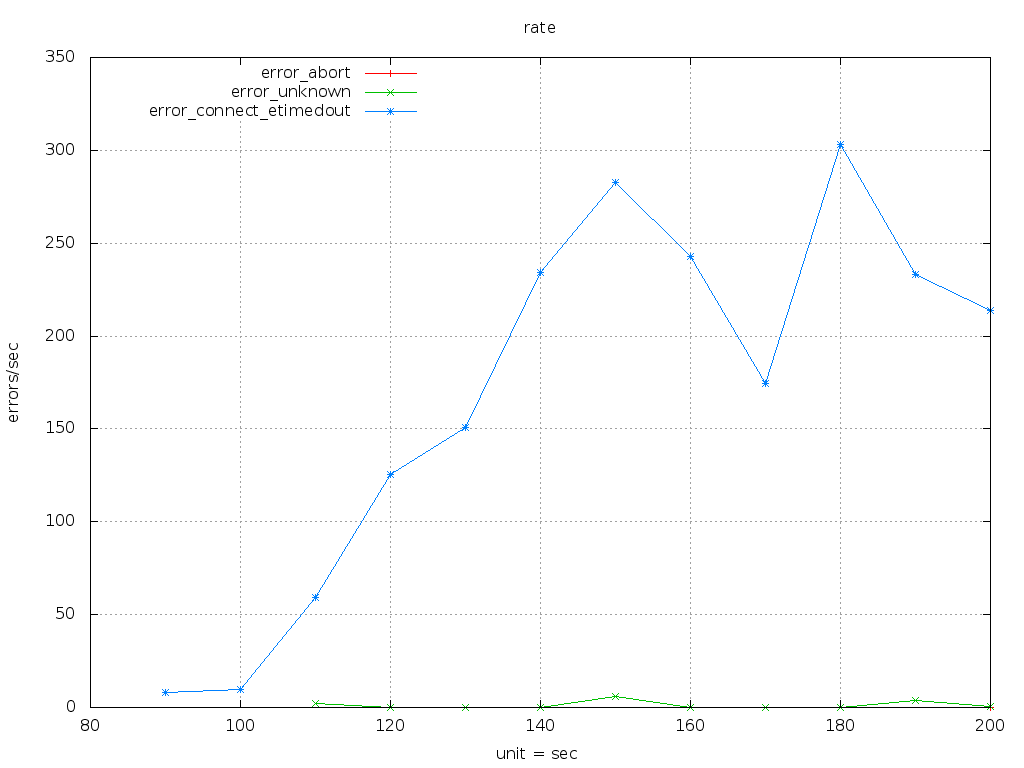 rate
350
error_abort
error_unknown
error_connect_etimedout
300
250
200
150
100
50
0
errors/sec
80 100 120 140 160 180 200
unit = sec